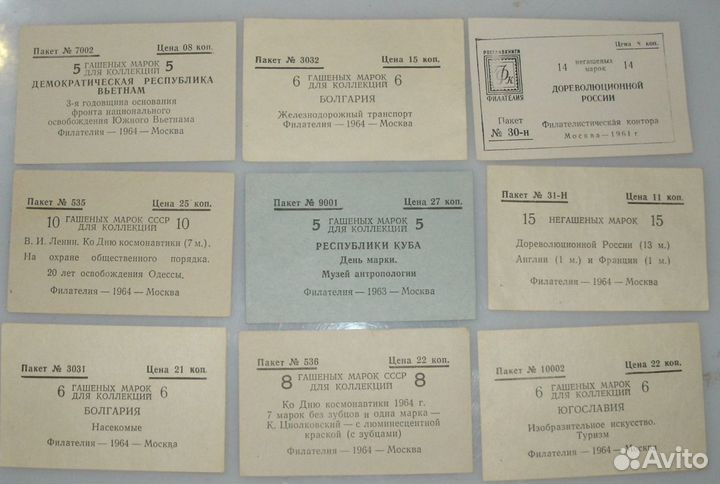 Пакет № 7002 Цена 08 коп.
5 ГАШЕНЫХ МАРОК ДЛЯ КОЛЛЕКЦИЙ 5
ДЕМОКРАТИЧЕСКАЯ РЕСПУБЛИКА
ВЬЕТНАМ
3-я годовщина основания
фронта национального
освобождения Южного Вьетнама
Филателия — 1964 — Москва
Пакет № 3032 Цена 15 коп.
6 ГАШЕНЫХ МАРОК ДЛЯ КОЛЛЕКЦИЙ 6
БОЛГАРИЯ
Железнодорожный транспорт
Филателия — 1964 — Москва
РОСГЛАВКНИГА
ФИЛАТЕЛИЯ
Пакет
№ 30-н
Цена коп.
14 негашеных марок 14
ДОРЕВОЛЮЦИОННОЙ
РОССИИ
Филателистическая контора
Москва—1961 г.
Пакет № 535 Цена 25 коп.
10 ГАШЕНЫХ МАРОК СССР ДЛЯ КОЛЛЕКЦИЙ 10
В. И. Ленин. Ко Дню космонавтики (7 м.).
На охране общественного порядка.
20 лет освобождения Одессы.
Филателия — 1964 — Москва
Пакет № 9001 Цена 27 коп.
5 ГАШЕНЫХ МАРОК ДЛЯ КОЛЛЕКЦИЙ 5
РЕСПУБЛИКИ КУБА
День марки.
Музей антропологии
Филателия — 1963 — Москва
Пакет № 31-Н Цена 11 коп.
15 НЕГАШЕНЫХ МАРОК 15
Дореволюционной России (13 м.)
Англии (1 м.) и Франции (1 м.)
Филателия — 1964 — Москва
Пакет № 3031 Цена 21 коп.
6 ГАШЕНЫХ МАРОК ДЛЯ КОЛЛЕКЦИЙ 6
БОЛГАРИЯ
Насекомые
Филателия — 1964 — Москва
Пакет № 536 Цена 22 коп.
8 ГАШЕНЫХ МАРОК СССР ДЛЯ КОЛЛЕКЦИЙ 8
Ко Дню космонавтики 1964 г.
7 марок без зубцов и одна марка —
К. Циолковский — с люминесцентной
краской (с зубцами)
Филателия — 1964 — Москва
Пакет № 10002 Цена 22 коп.
6 ГАШЕНЫХ МАРОК ДЛЯ КОЛЛЕКЦИЙ 6
ЮГОСЛАВИЯ
Изобразительное искусство.
Туризм
Филателия — 1964 — Москва
Avito